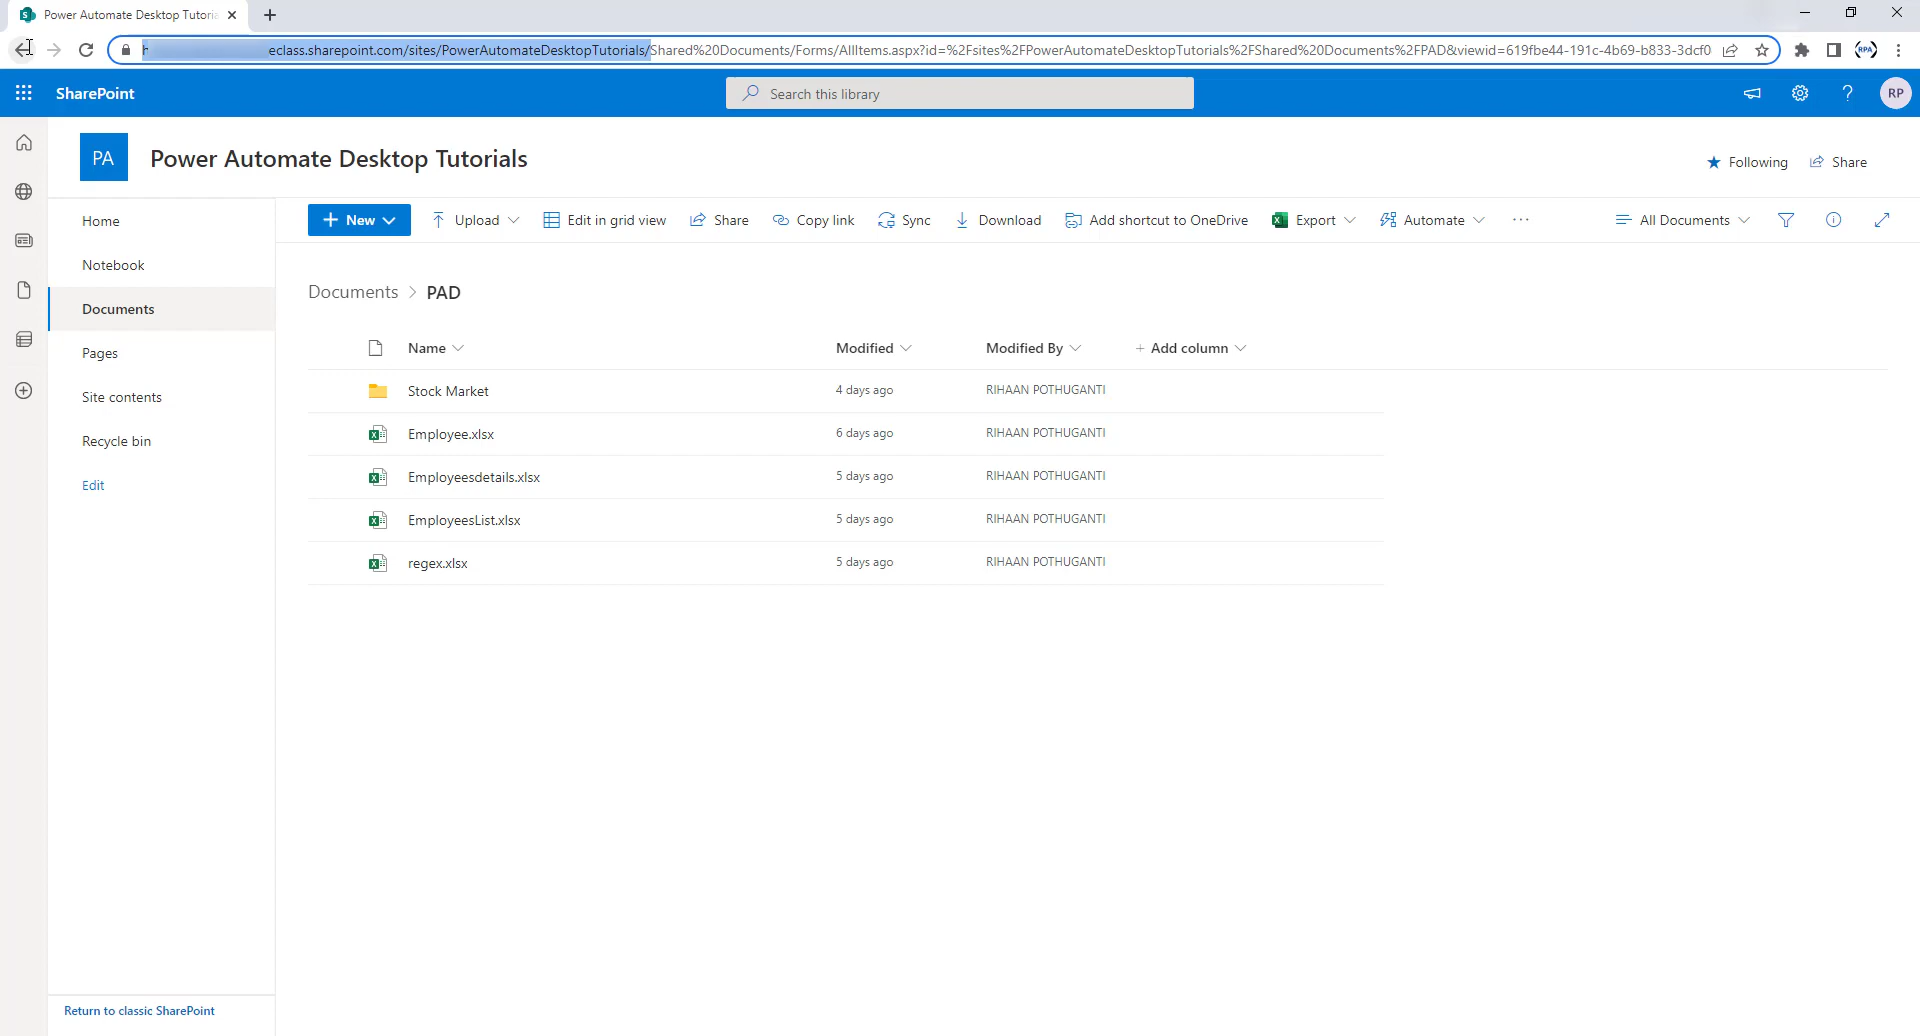 Power Automate Desktop Tutoria
eclass.sharepoint.com/sites/PowerAutomateDesktopTutorials/Shared%20Documents/Forms/AllItems.aspx?id=%2Fsites%2FPowerAutomateDesktopTutorials%2FShared%20Documents%2FPAD&viewid=619fbe44-191c-4b69-b833-3dcf0
RPA
SharePoint
Search this library
RP
PA
Power Automate Desktop Tutorials
Following
Share
Home
Notebook
Documents
Pages
Site contents
Recycle bin
Edit
Return to classic SharePoint
New
Upload
Edit in grid view
Share
Copy link
Sync
Download
Add shortcut to OneDrive
Export
Automate
All Documents
Documents > PAD
Name Modified Modified By + Add column
Stock Market 4 days ago RIHAAN POTHUGANTI
Employee.xlsx 6 days ago RIHAAN POTHUGANTI
Employeesdetails.xlsx 5 days ago RIHAAN POTHUGANTI
EmployeesList.xlsx 5 days ago RIHAAN POTHUGANTI
regex.xlsx 5 days ago RIHAAN POTHUGANTI